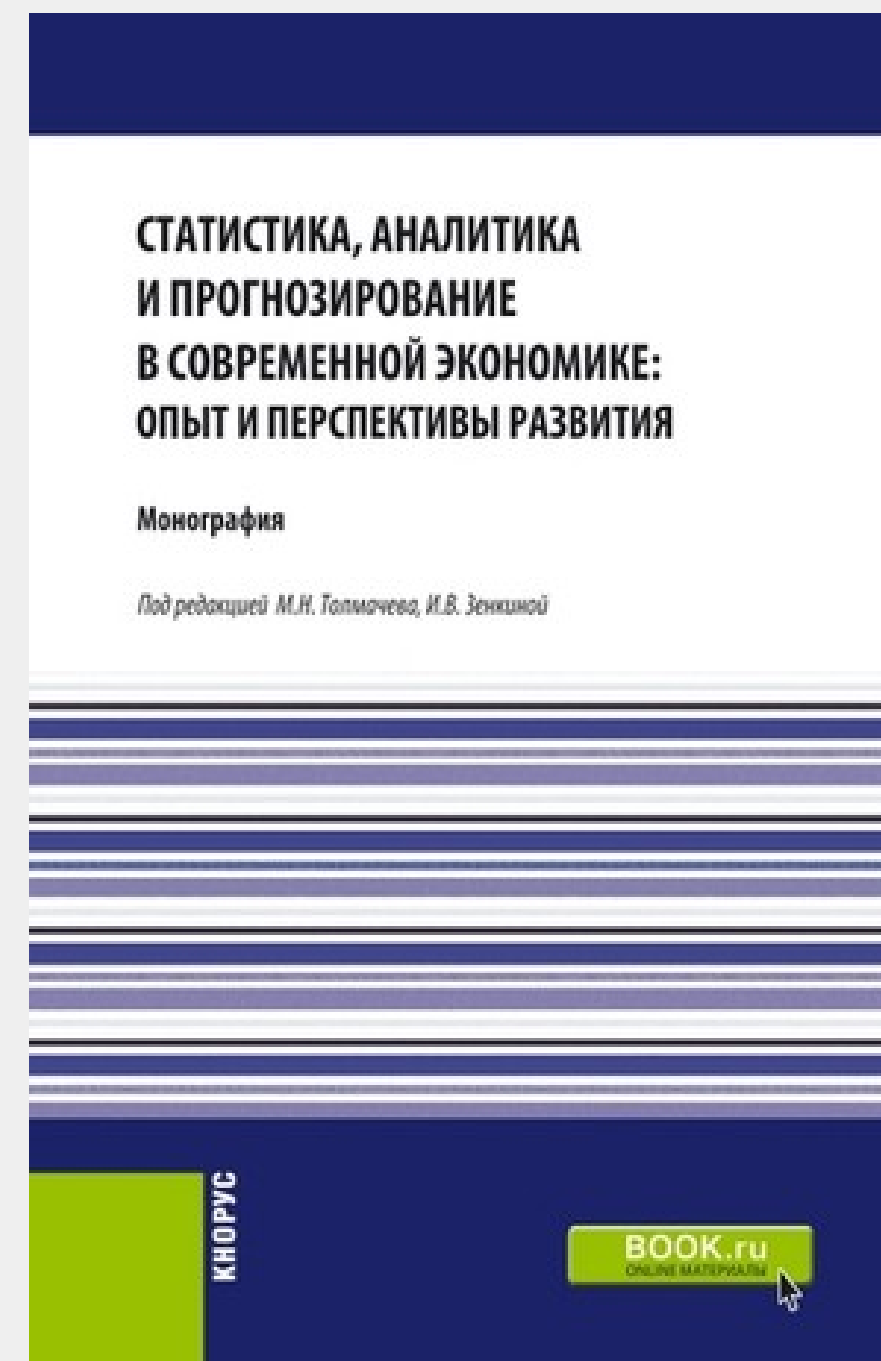 СТАТИСТИКА, АНАЛИТИКА
И ПРОГНОЗИРОВАНИЕ
В СОВРЕМЕННОЙ ЭКОНОМИКЕ:
ОПЫТ И ПЕРСПЕКТИВЫ РАЗВИТИЯ
Монография
Под редакцией М.Н. Толмачева, И.В. Зенкиной
КНОРУС
BOOK.ru
ONLINE МАТЕРИАЛЫ